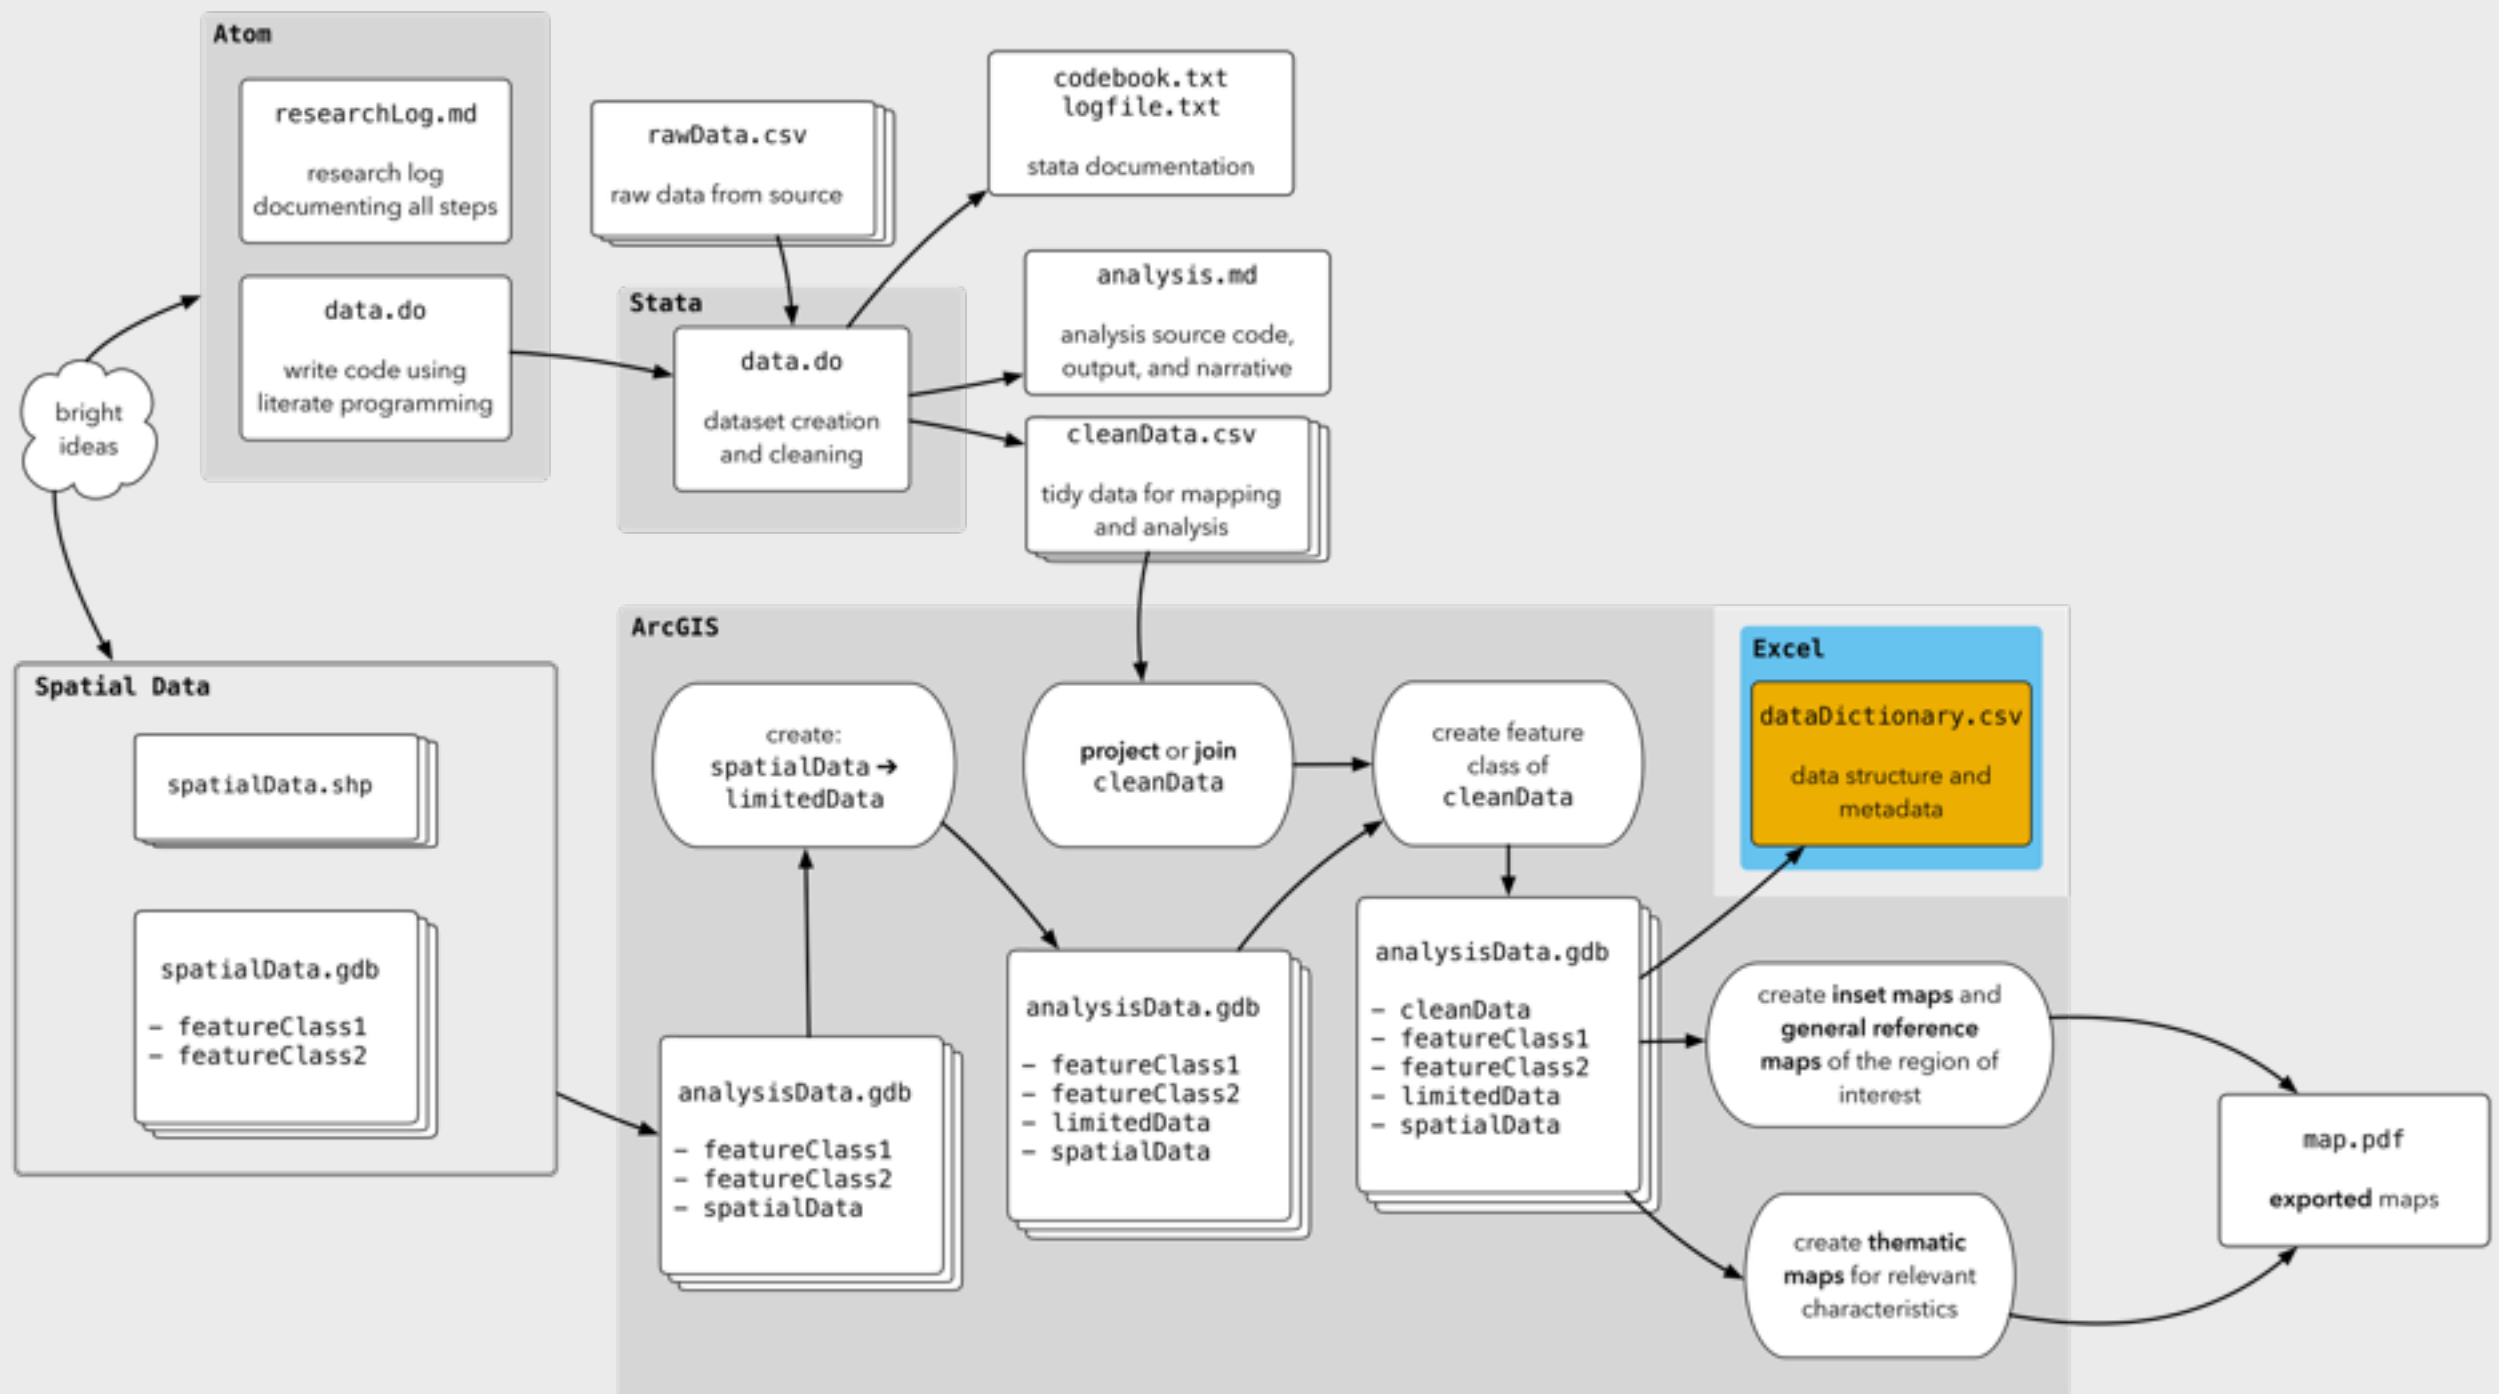 Atom
researchLog.md
research log
documenting all steps
data.do
write code using
literate programming
bright
ideas
rawData.csv
raw data from source
Stata
data.do
dataset creation
and cleaning
codebook.txt
logfile.txt
stata documentation
analysis.md
analysis source code,
output, and narrative
cleanData.csv
tidy data for mapping
and analysis
Spatial Data
spatialData.shp
spatialData.gdb
– featureClass1
– featureClass2
ArcGIS
create:
spatialData ➔
limitedData
project or join
cleanData
create feature
class of
cleanData
Excel
dataDictionary.csv
data structure and
metadata
analysisData.gdb
– featureClass1
– featureClass2
– spatialData
analysisData.gdb
– featureClass1
– featureClass2
– limitedData
– spatialData
analysisData.gdb
– cleanData
– featureClass1
– featureClass2
– limitedData
– spatialData
create inset maps and
general reference
maps of the region of
interest
create thematic
maps for relevant
characteristics
map.pdf
exported maps